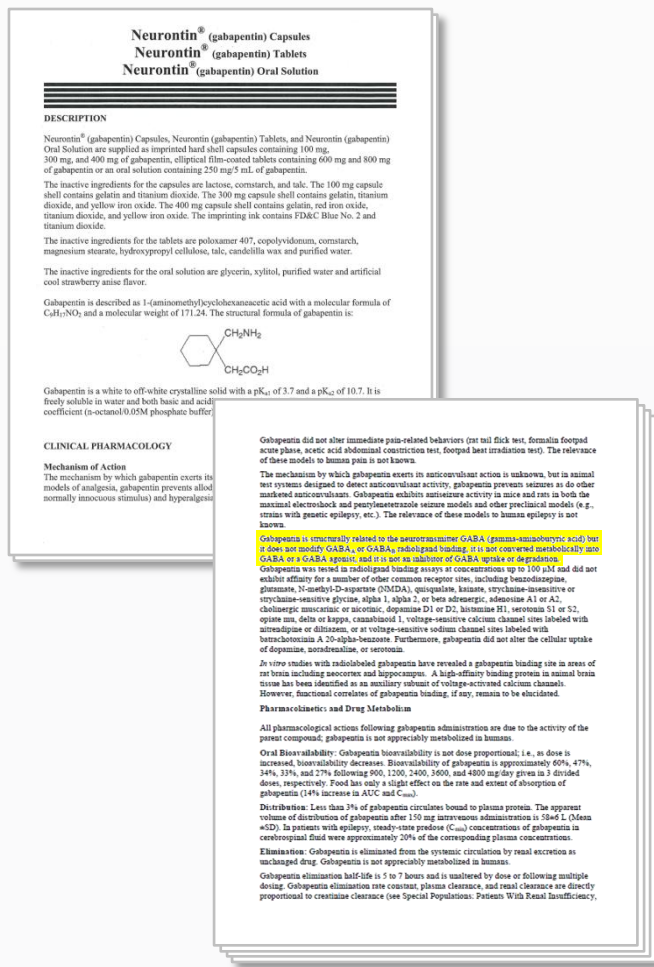 Neurontin® (gabapentin) Capsules
Neurontin® (gabapentin) Tablets
Neurontin® (gabapentin) Oral Solution
DESCRIPTION
Neurontin® (gabapentin) Capsules, Neurontin (gabapentin) Tablets, and Neurontin (gabapentin)
Oral Solution are supplied as imprinted hard shell capsules containing 100 mg,
300 mg, and 400 mg of gabapentin, elliptical film-coated tablets containing 600 mg and 800 mg
of gabapentin or an oral solution containing 250 mg/5 mL of gabapentin.
The inactive ingredients for the capsules are lactose, cornstarch, and talc. The 100 mg capsule
shell contains gelatin and titanium dioxide. The 300 mg capsule shell contains gelatin, titanium
dioxide, and yellow iron oxide. The 400 mg capsule shell contains gelatin, red iron oxide,
titanium dioxide, and yellow iron oxide. The imprinting ink contains FD&C Blue No. 2 and
titanium dioxide.
The inactive ingredients for the tablets are poloxamer 407, copolyvidonum, cornstarch,
magnesium stearate, hydroxypropyl cellulose, talc, candelilla wax and purified water.
The inactive ingredients for the oral solution are glycerin, xylitol, purified water and artificial
cool strawberry anise flavor.
Gabapentin is described as 1-(aminomethyl)cyclohexaneacetic acid with a molecular formula of
C₉H₁₇NO₂ and a molecular weight of 171.24. The structural formula of gabapentin is:
CH₂NH₂
CH₂CO₂H
Gabapentin is a white to off-white crystalline solid with a pKa1 of 3.7 and a pKa2 of 10.7. It is
freely soluble in water and both basic and acidi
coefficient (n-octanol/0.05M phosphate buffer)
CLINICAL PHARMACOLOGY
Mechanism of Action
The mechanism by which gabapentin exerts its
models of analgesia, gabapentin prevents allod
normally innocuous stimulus) and hyperalgesia
Gabapentin did not alter immediate pain-related behaviors (rat tail flick test, formalin footpad
acute phase, acetic acid abdominal constriction test, footpad heat irradiation test). The relevance
of these models to human pain is not known.
The mechanism by which gabapentin exerts its anticonvulsant action is unknown, but in animal
test systems designed to detect anticonvulsant activity, gabapentin prevents seizures as do other
marketed anticonvulsants. Gabapentin exhibits antiseizure activity in mice and rats in both the
maximal electroshock and pentylenetetrazole seizure models and other preclinical models (e.g.,
strains with genetic epilepsy, etc.). The relevance of these models to human epilepsy is not
known.
Gabapentin is structurally related to the neurotransmitter GABA (gamma-aminobutyric acid) but
it does not modify GABA_A or GABA_B radioligand binding, it is not converted metabolically into
GABA or a GABA agonist, and it is not an inhibitor of GABA uptake or degradation.
Gabapentin was tested in radioligand binding assays at concentrations up to 100 µM and did not
exhibit affinity for a number of other common receptor sites, including benzodiazepine,
glutamate, N-methyl-D-aspartate (NMDA), quisqualate, kainate, strychnine-insensitive or
strychnine-sensitive glycine, alpha 1, alpha 2, or beta adrenergic, adenosine A1 or A2,
cholinergic muscarinic or nicotinic, dopamine D1 or D2, histamine H1, serotonin S1 or S2,
opiate mu, delta or kappa, cannabinoid 1, voltage-sensitive calcium channel sites labeled with
nitrendipine or diltiazem, or at voltage-sensitive sodium channel sites labeled with
batrachotoxinin A 20-alpha-benzoate. Furthermore, gabapentin did not alter the cellular uptake
of dopamine, noradrenaline, or serotonin.
In vitro studies with radiolabeled gabapentin have revealed a gabapentin binding site in areas of
rat brain including neocortex and hippocampus. A high-affinity binding protein in animal brain
tissue has been identified as an auxiliary subunit of voltage-activated calcium channels.
However, functional correlates of gabapentin binding, if any, remain to be elucidated.
Pharmacokinetics and Drug Metabolism
All pharmacological actions following gabapentin administration are due to the activity of the
parent compound; gabapentin is not appreciably metabolized in humans.
Oral Bioavailability: Gabapentin bioavailability is not dose proportional; i.e., as dose is
increased, bioavailability decreases. Bioavailability of gabapentin is approximately 60%, 47%,
34%, 33%, and 27% following 900, 1200, 2400, 3600, and 4800 mg/day given in 3 divided
doses, respectively. Food has only a slight effect on the rate and extent of absorption of
gabapentin (14% increase in AUC and Cmax).
Distribution: Less than 3% of gabapentin circulates bound to plasma protein. The apparent
volume of distribution of gabapentin after 150 mg intravenous administration is 58±6 L (Mean
±SD). In patients with epilepsy, steady-state predose (Cmin) concentrations of gabapentin in
cerebrospinal fluid were approximately 20% of the corresponding plasma concentrations.
Elimination: Gabapentin is eliminated from the systemic circulation by renal excretion as
unchanged drug. Gabapentin is not appreciably metabolized in humans.
Gabapentin elimination half-life is 5 to 7 hours and is unaltered by dose or following multiple
dosing. Gabapentin elimination rate constant, plasma clearance, and renal clearance are directly
proportional to creatinine clearance (see Special Populations: Patients With Renal Insufficiency,